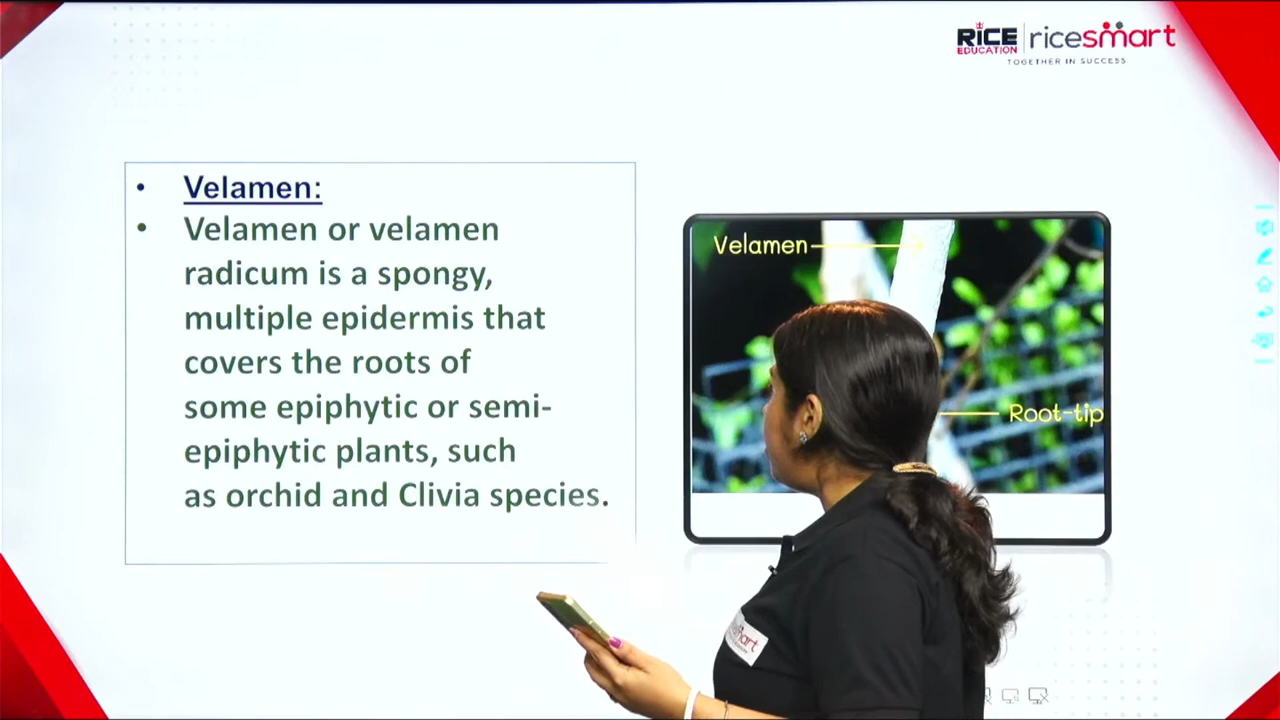 RICE
EDUCATION
ricesmart
TOGETHER IN SUCCESS
• Velamen:
• Velamen or velamen
radicum is a spongy,
multiple epidermis that
covers the roots of
some epiphytic or semi-
epiphytic plants, such
as orchid and Clivia species.
Velamen
Root-tip